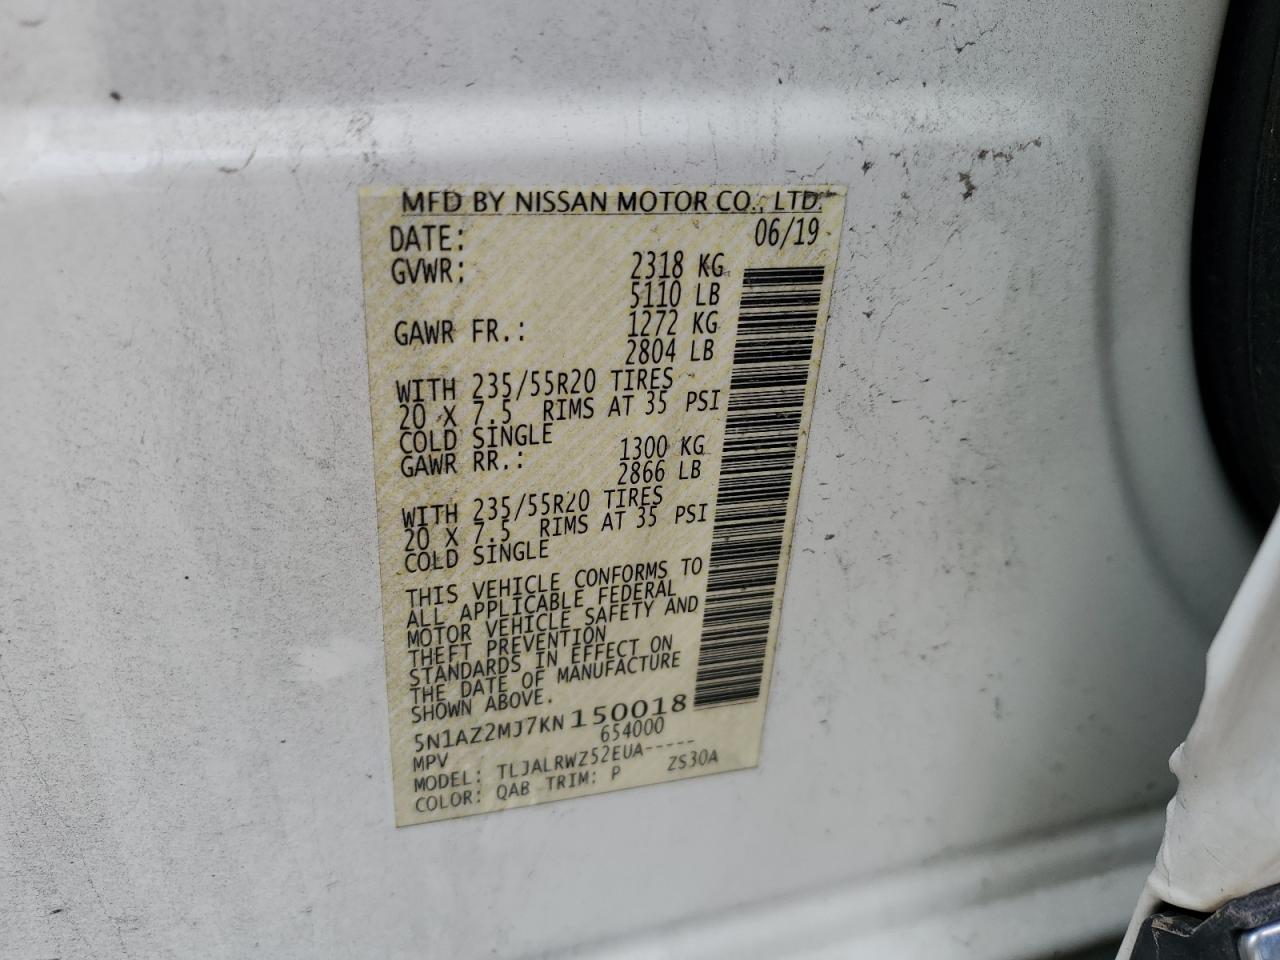 MFD BY NISSAN MOTOR CO., LTD.
DATE: 06/19
GVWR: 2318 KG
5110 LB
GAWR FR.: 1272 KG
2804 LB
WITH 235/55R20 TIRES
20 X 7.5 RIMS AT 35 PSI
COLD SINGLE
GAWR RR.: 1300 KG
2866 LB
WITH 235/55R20 TIRES
20 X 7.5 RIMS AT 35 PSI
COLD SINGLE
THIS VEHICLE CONFORMS TO
ALL APPLICABLE FEDERAL
MOTOR VEHICLE SAFETY AND
THEFT PREVENTION
STANDARDS IN EFFECT ON
THE DATE OF MANUFACTURE
SHOWN ABOVE.
5N1AZ2MJ7KN150018
MPV 654000
MODEL: TLJALRWZ52EUA-----
COLOR: QAB TRIM: P ZS30A